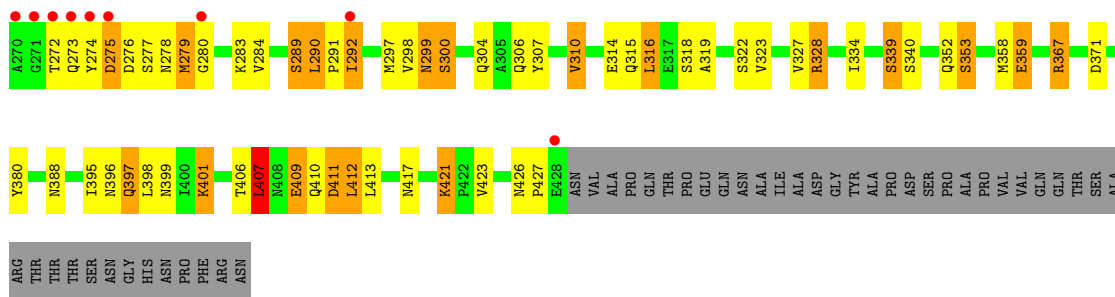 A270 G271 T272 Q273 Y274 D275 D276 S277 N278 M279 G280 K283 V284 S289 L290 P291 I292 M297 V298 N299 S300 Q304 A305 Q306 Y307 V310 E314 Q315 L316 E317 S318 A319 S322 V323 V327 R328 I334 S339 S340 Q352 S353 M358 E359 R367 D371
Y380 N388 I395 N396 Q397 L398 N399 I400 K401 T406 L407 N408 E409 Q410 D411 L412 L413 N417 K421 P422 V423 N426 P427 E428 ASN VAL ALA PRO GLN THR PRO GLU GLN ASN ALA ILE ALA ASP GLY TYR ALA PRO ASP SER PRO ALA PRO VAL VAL GLN GLN THR SER ALA
ARG THR THR THR SER ASN GLY HIS ASN PRO PHE ARG ASN